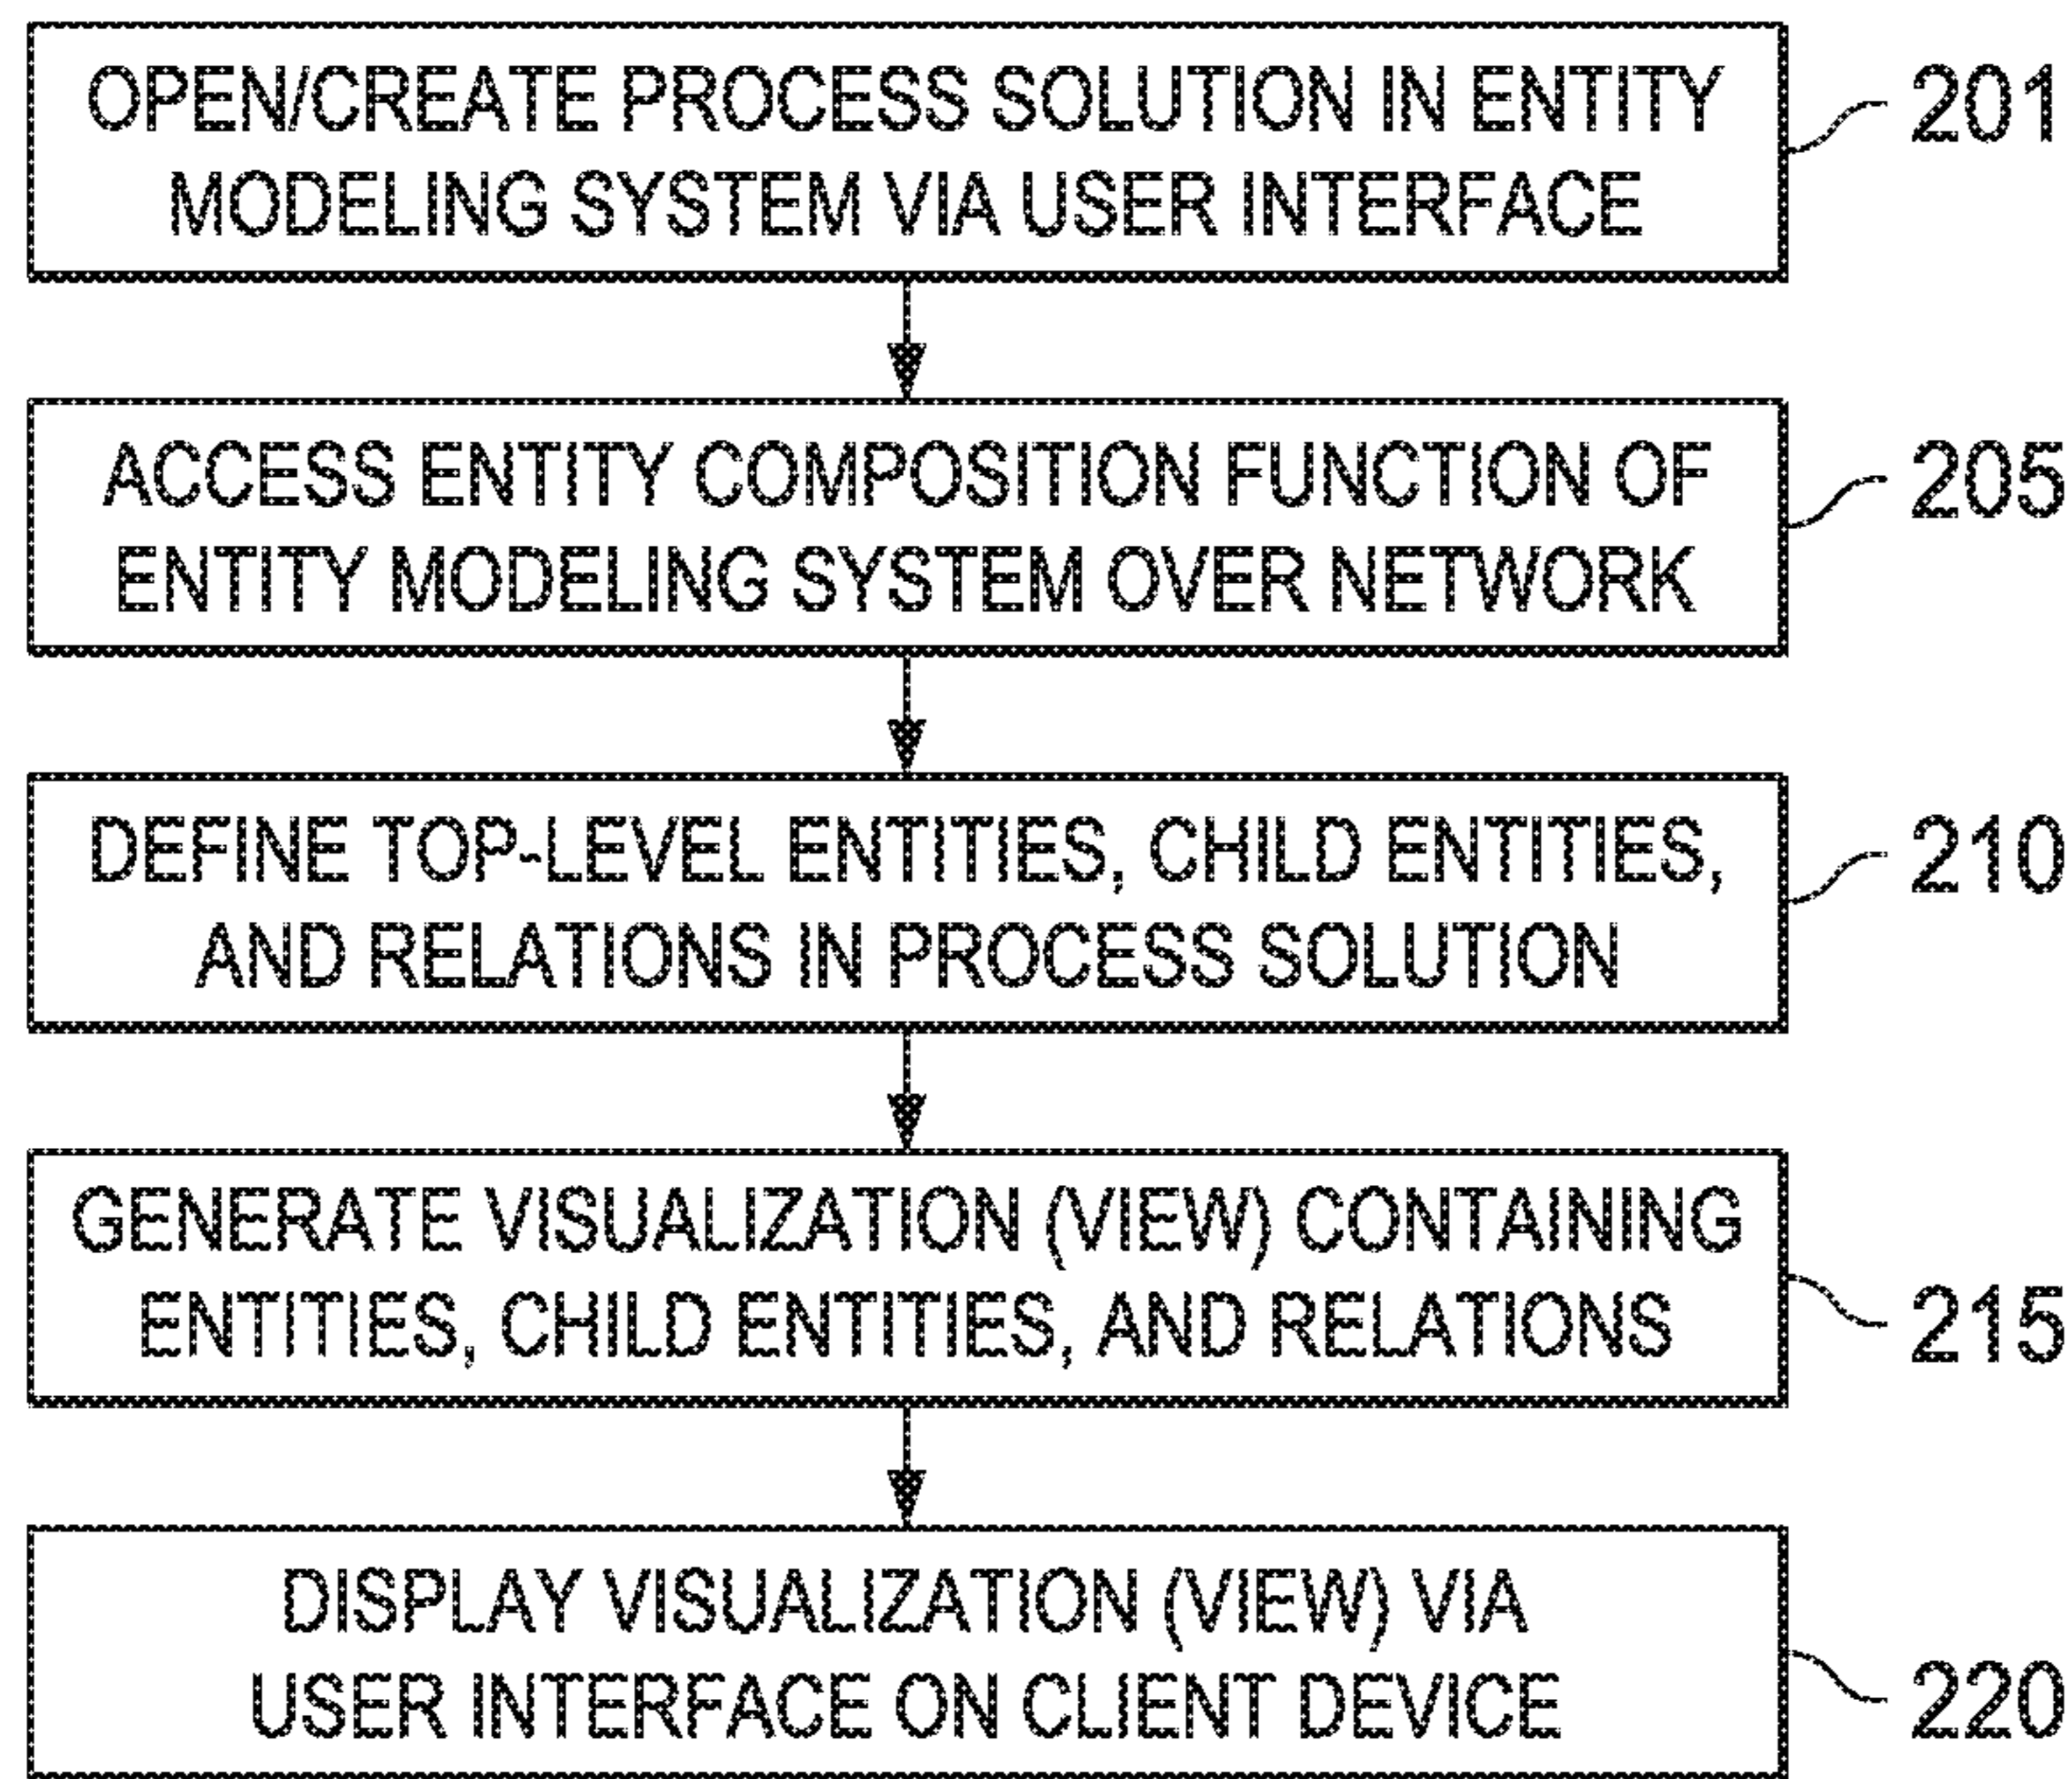 OPEN/CREATE PROCESS SOLUTION IN ENTITY
MODELING SYSTEM VIA USER INTERFACE
201
ACCESS ENTITY COMPOSITION FUNCTION OF
ENTITY MODELING SYSTEM OVER NETWORK
205
DEFINE TOP-LEVEL ENTITIES, CHILD ENTITIES,
AND RELATIONS IN PROCESS SOLUTION
210
GENERATE VISUALIZATION (VIEW) CONTAINING
ENTITIES, CHILD ENTITIES, AND RELATIONS
215
DISPLAY VISUALIZATION (VIEW) VIA
USER INTERFACE ON CLIENT DEVICE
220